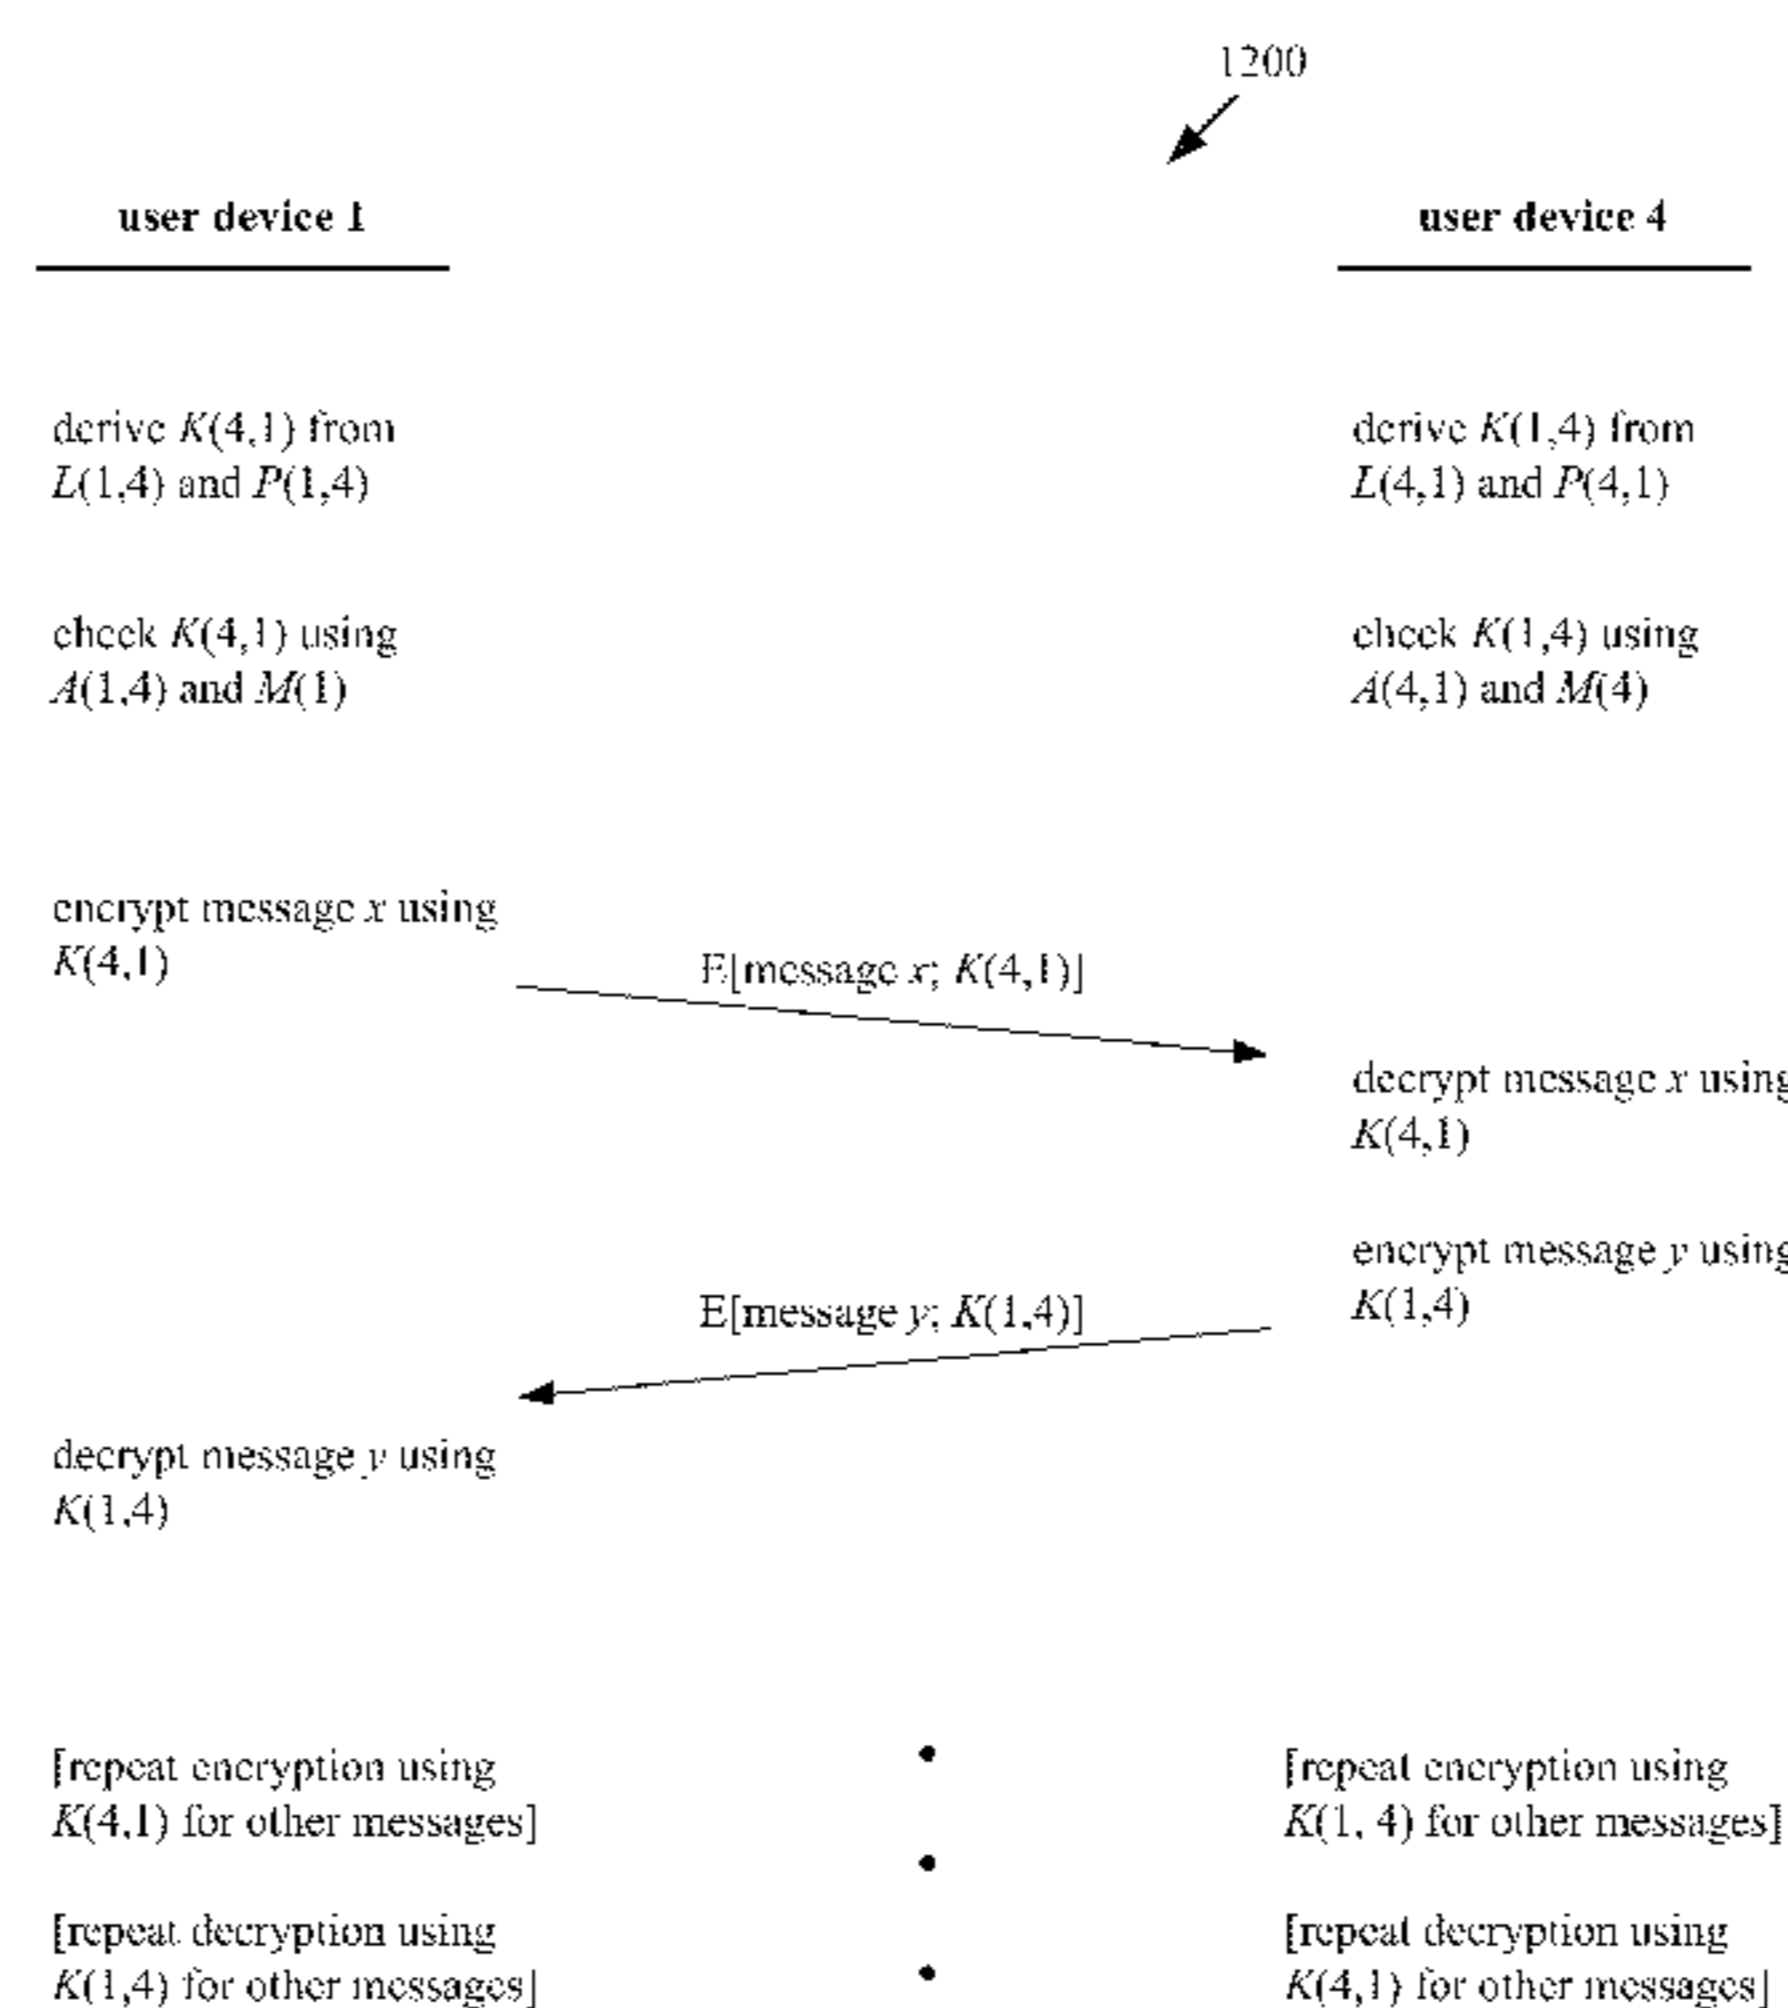 1200
user device 1
user device 4
derive K(4,1) from
L(1,4) and P(1,4)
derive K(1,4) from
L(4,1) and P(4,1)
check K(4,1) using
A(1,4) and M(1)
check K(1,4) using
A(4,1) and M(4)
encrypt message x using
K(4,1)
E[message x; K(4,1)]
decrypt message x using
K(4,1)
encrypt message y using
K(1,4)
E[message y; K(1,4)]
decrypt message y using
K(1,4)
[repeat encryption using
K(4,1) for other messages]
[repeat encryption using
K(1, 4) for other messages]
[repeat decryption using
K(1,4) for other messages]
[repeat decryption using
K(4,1) for other messages]